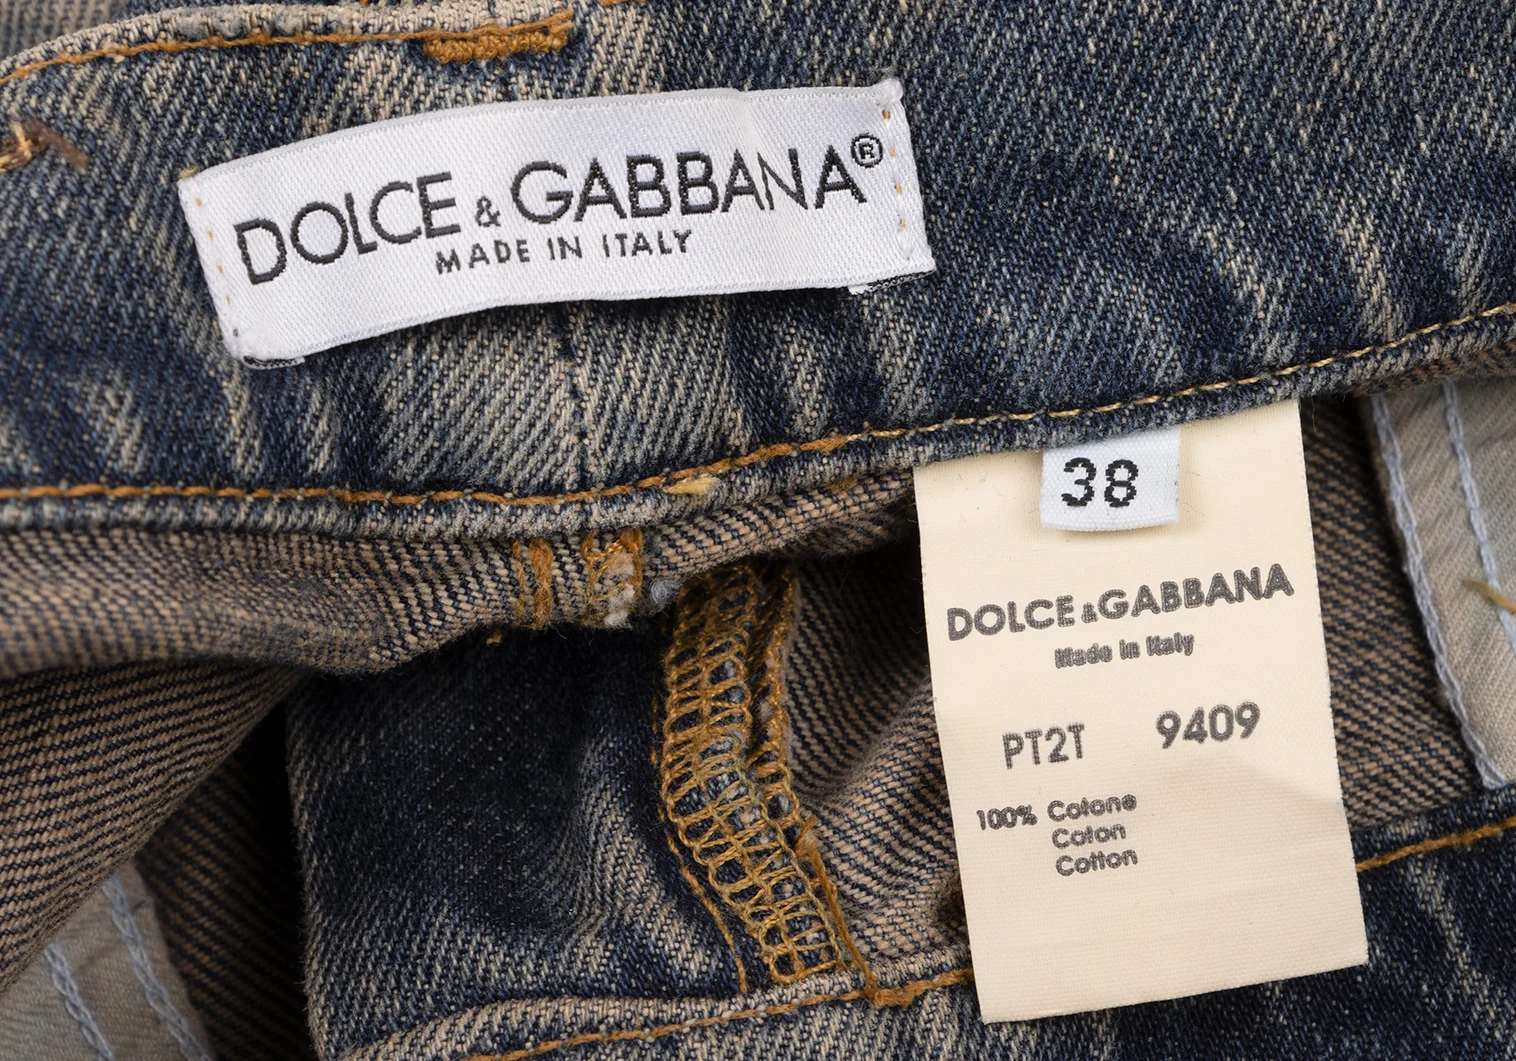 DOLCE & GABBANA®
MADE IN ITALY
38
DOLCE & GABBANA
Made in Italy
PT2T 9409
100% Cotone
Coton
Cotton